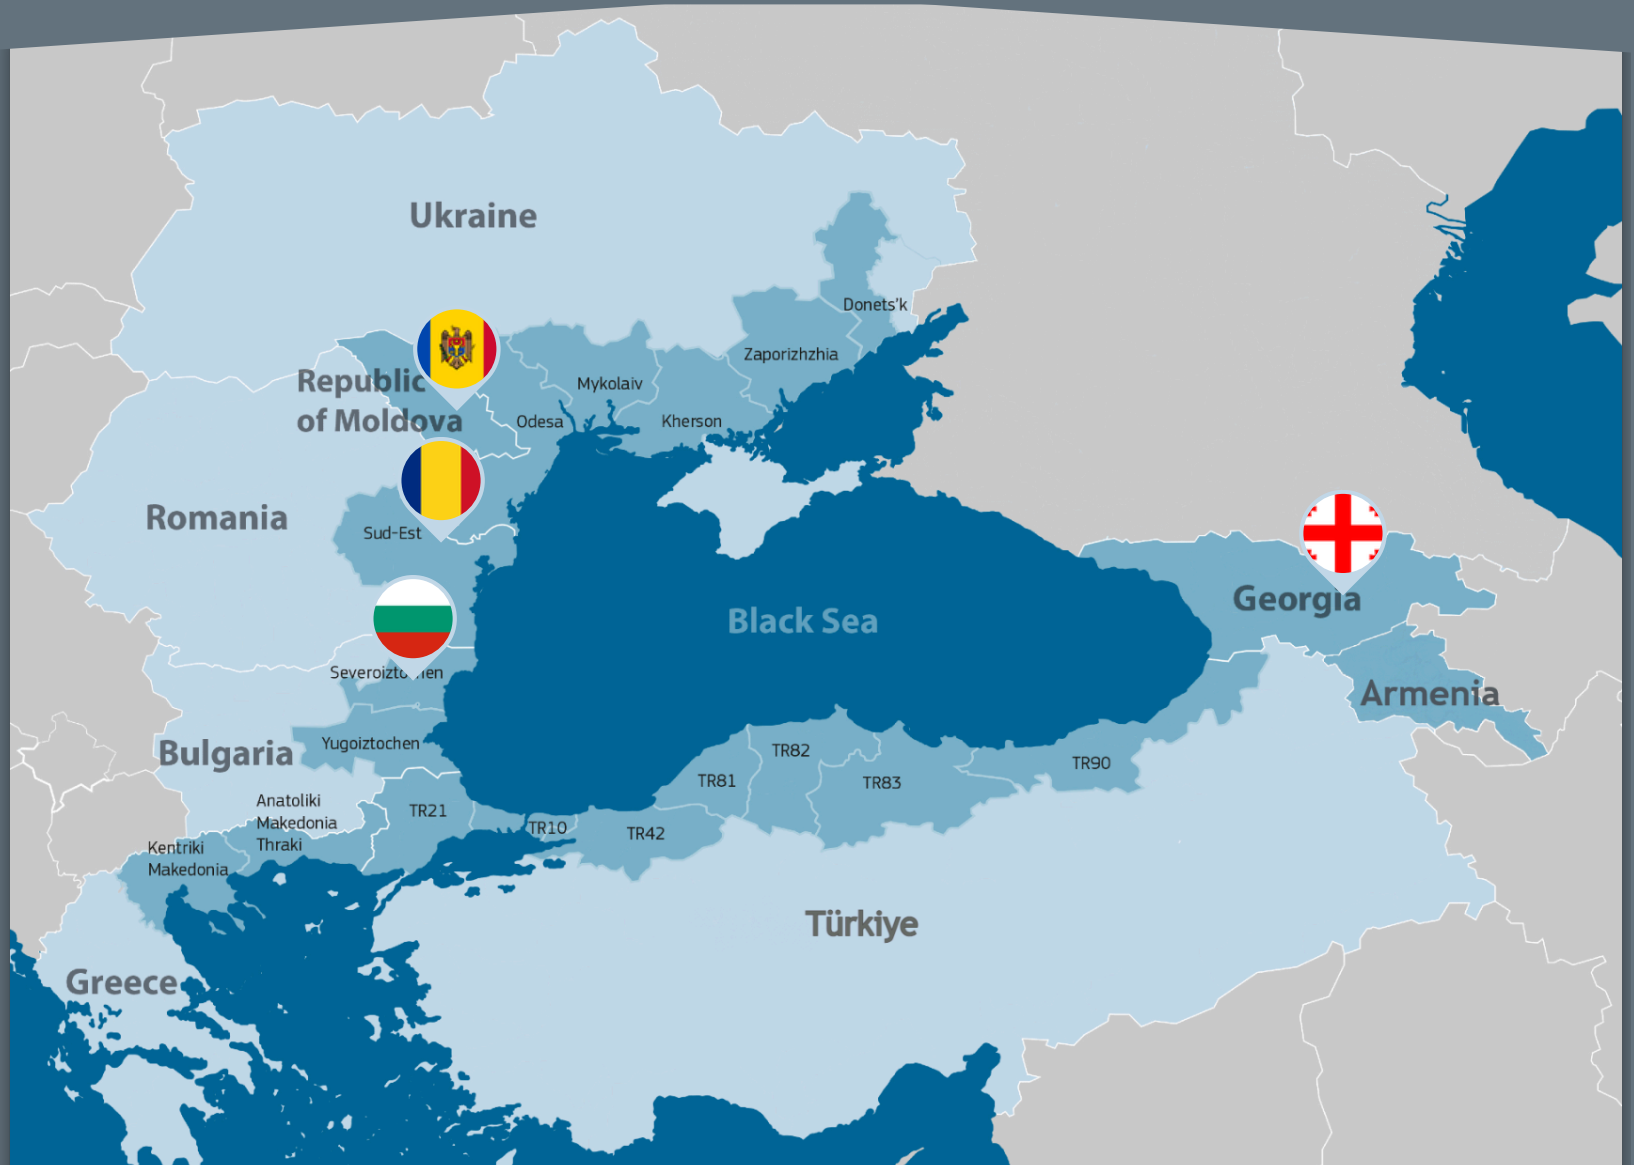 Ukraine
Donets'k
Zaporizhzhia
Republic
of Moldova
Mykolaiv
Odesa
Kherson
Romania
Sud-Est
Georgia
Black Sea
Armenia
Yugoiztochen
Bulgaria
TR82
TR90
TR81
TR83
Anatoliki
Makedonia
Thraki
TR21
TR10
TR42
Kentriki
Makedonia
Türkiye
Greece